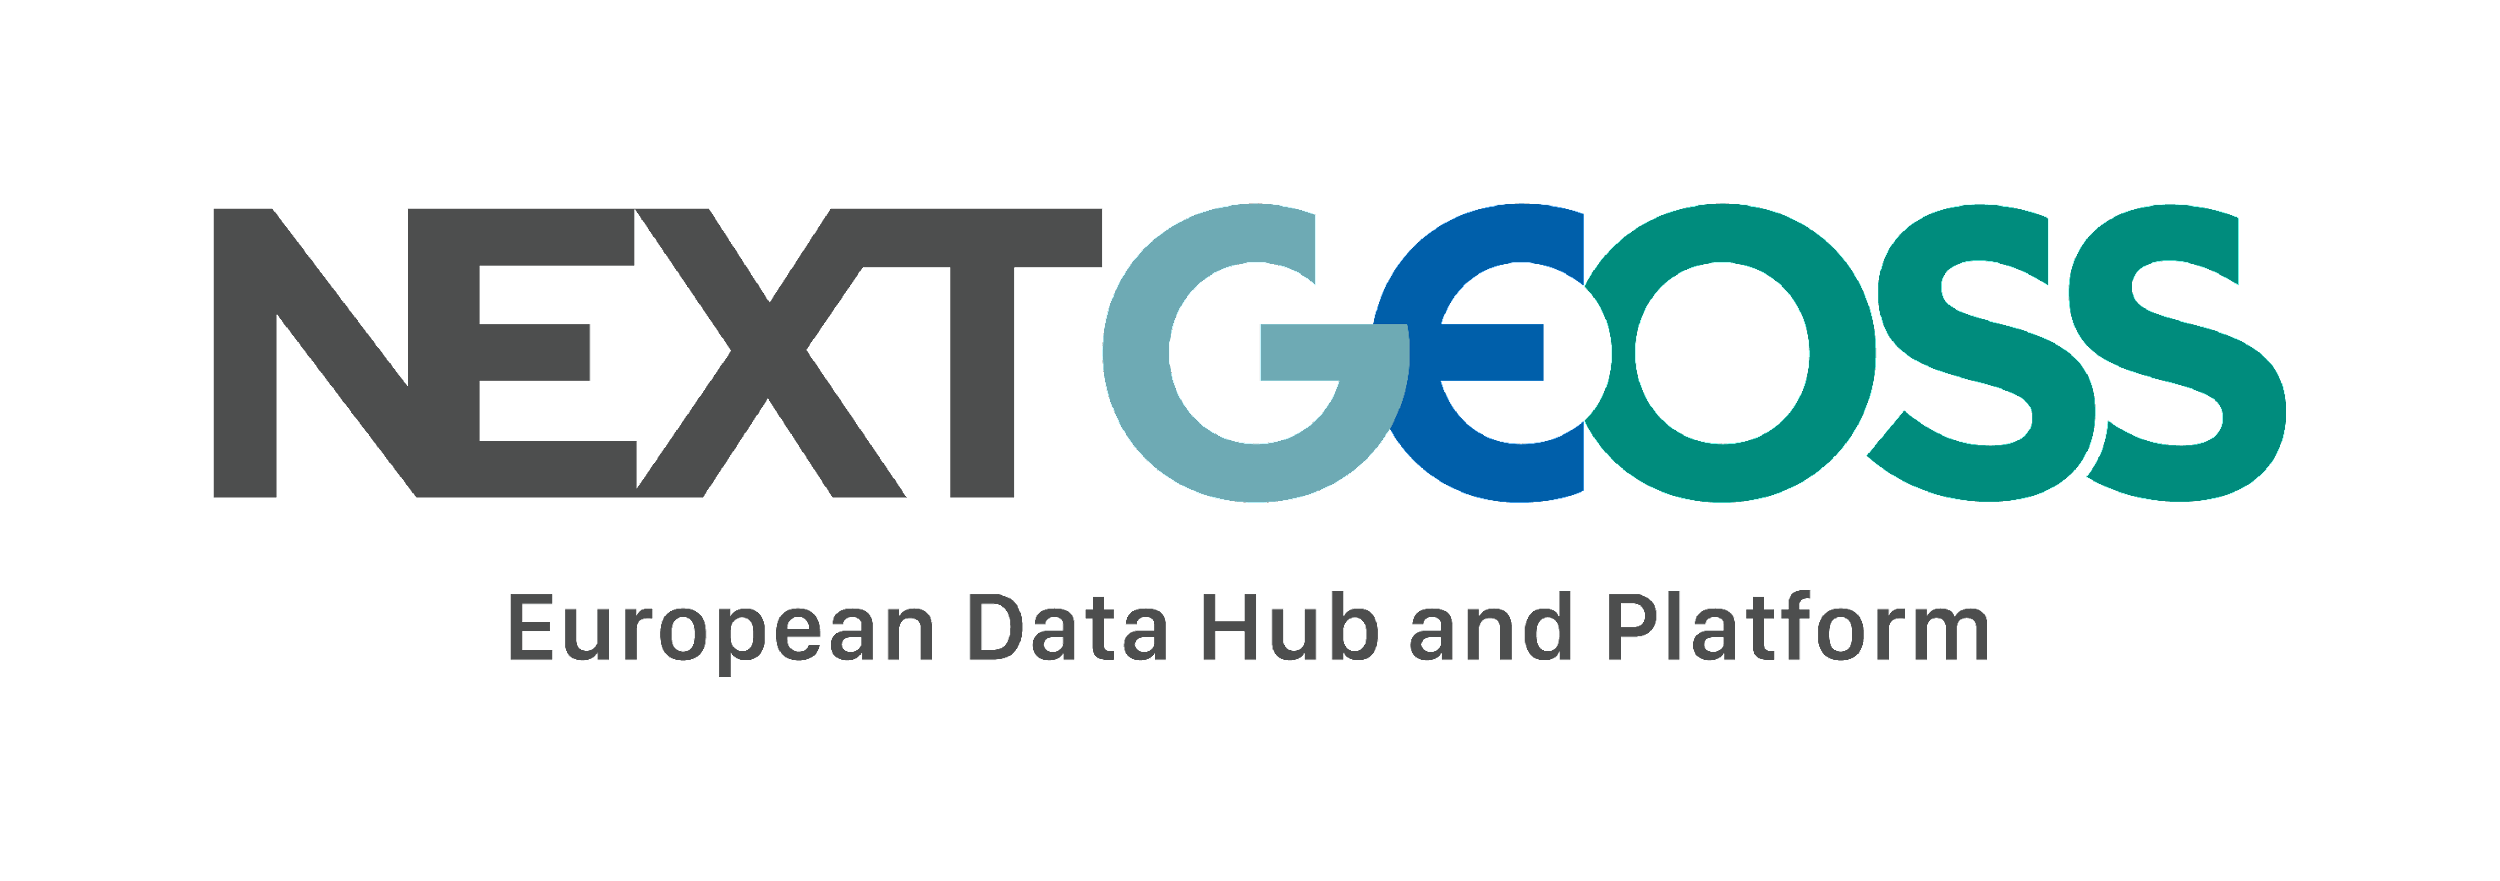 NEXTGEOSS
European Data Hub and Platform